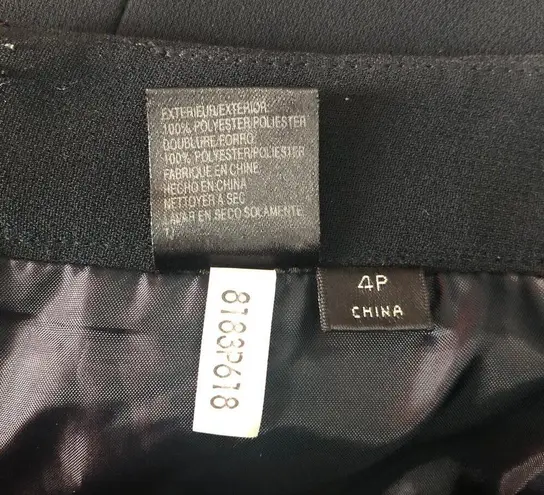 EXTERIEUR/EXTERIOR
100% POLYESTER/POLIESTER
DOUBLURE/FORRO
100% POLYESTER/POLIESTER
FABRIQUE EN CHINE
HECHO EN CHINA
NETTOYER A SEC
LAVAR EN SECO SOLAMENTE
4P
CHINA
8783P618